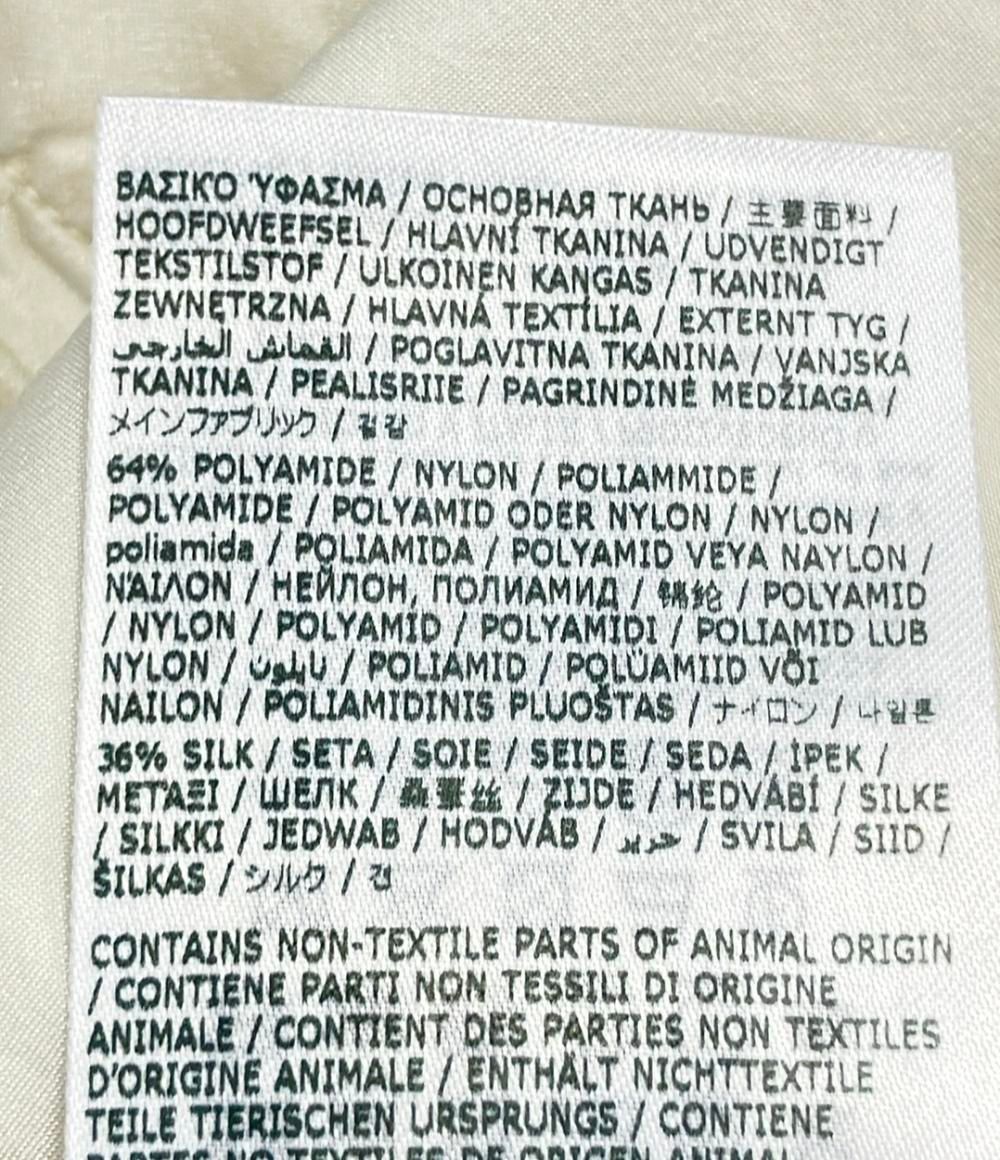 ΒΑΣΙΚΌ ΎΦΑΣΜΑ / ОСНОВНАЯ ТКАНЬ / 主要面料 /
HOOFDWEEFSEL / HLAVNÍ TKANINA / UDVENDIGT
TEKSTILSTOF / ULKOINEN KANGAS / TKANINA
ZEWNĘTRZNA / HLAVNÁ TEXTÍLIA / EXTERNT TYG /
القماش الخارجي / POGLAVITNA TKANINA / VANJSKA
TKANINA / PEALISRIIE / PAGRINDINĖ MEDŽIAGA /
メインファブリック / 겉감
64% POLYAMIDE / NYLON / POLIAMMIDE /
POLYAMIDE / POLYAMID ODER NYLON / NYLON /
poliamida / POLIAMIDA / POLYAMID VEYA NAYLON /
ΝΆΙΛΟΝ / НЕЙЛОН, ПОЛИАМИД / 锦纶 / POLYAMID
/ NYLON / POLYAMID / POLYAMIDI / POLIAMID LUB
NYLON / نايلون / POLIAMID / POLÜAMIID VÕI
NAILON / POLIAMIDINIS PLUOŠTAS / ナイロン / 나일론
36% SILK / SETA / SOIE / SEIDE / SEDA / İPEK /
ΜΕΤΆΞΙ / ШЕЛК / 桑蚕丝 / ZIJDE / HEDVÁBÍ / SILKE
/ SILKKI / JEDWAB / HODVÁB / حرير / SVILA / SIID /
ŠILKAS / シルク / 견
CONTAINS NON-TEXTILE PARTS OF ANIMAL ORIGIN
/ CONTIENE PARTI NON TESSILI DI ORIGINE
ANIMALE / CONTIENT DES PARTIES NON TEXTILES
D'ORIGINE ANIMALE / ENTHÄLT NICHTTEXTILE
TEILE TIERISCHEN URSPRUNGS / CONTIENE
PARTES NO TEXTILES DE ORIGEN ANIMAL